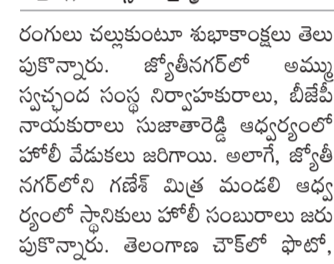 రంగులు చల్లుకుంటూ శుభాకాంక్షలు తెలు
పుకొన్నారు. జ్యోతీనగర్‌లో అమ్ము
స్వచ్ఛంద సంస్థ నిర్వాహకురాలు, బీజేపీ
నాయకురాలు సుజాతారెడ్డి ఆధ్వర్యంలో
హోలీ వేడుకలు జరిగాయి. అలాగే, జ్యోతీ
నగర్‌లోని గణేశ్ మిత్ర మండలి ఆధ్వ
ర్యంలో స్థానికులు హోలీ సంబురాలు జరు
పుకొన్నారు. తెలంగాణ చౌక్‌లో ఫొటో,